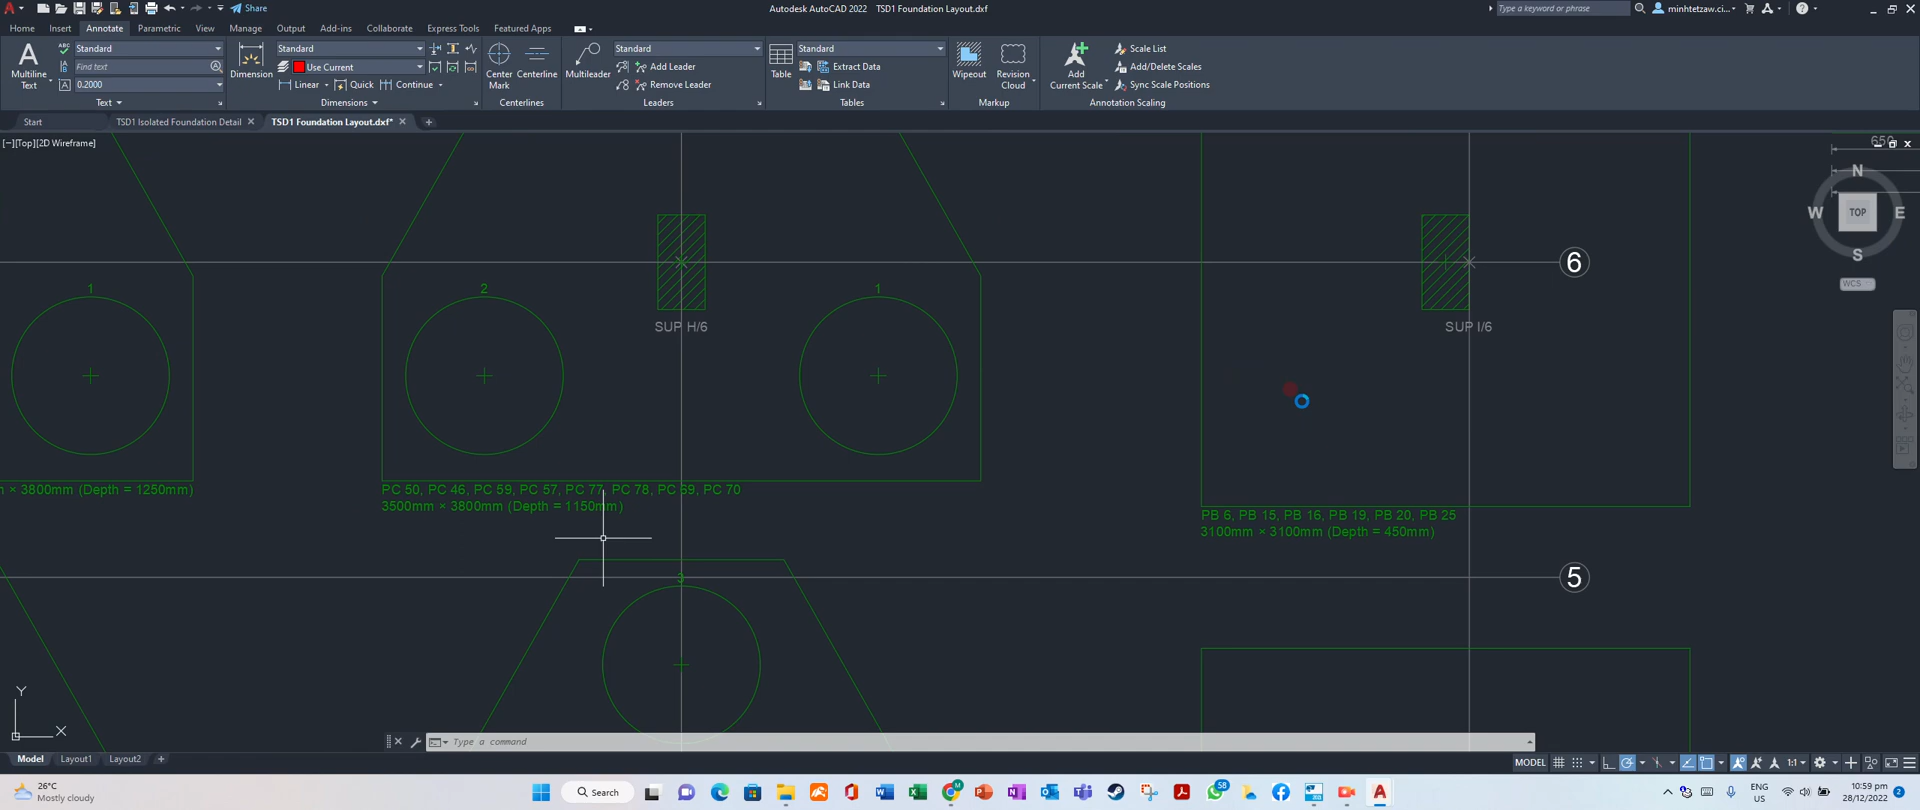 Share
Autodesk AutoCAD 2022 TSD1 Foundation Layout.dxf
Type a keyword or phrase
minhtetzaw.ci...
Home Insert Annotate Parametric View Manage Output Add-ins Collaborate Express Tools Featured Apps
A
Multiline Text
ABC
Standard
Find text
0.2000
Text
Dimension
Standard
Use Current
Linear Quick Continue
Dimensions
Center Mark
Centerline
Centerlines
Multileader
Standard
Add Leader
Remove Leader
Leaders
Table
Standard
Extract Data
Link Data
Tables
Wipeout
Revision Cloud
Markup
Add Current Scale
Scale List
Add/Delete Scales
Sync Scale Positions
Annotation Scaling
Start TSD1 Isolated Foundation Detail TSD1 Foundation Layout.dxf*
[−][Top][2D Wireframe]
650
N
W TOP E
S
WCS
6
1 2 1
SUP H/6
SUP I/6
× 3800mm (Depth = 1250mm)
PC 50, PC 46, PC 59, PC 57, PC 77, PC 78, PC 69, PC 70
3500mm × 3800mm (Depth = 1150mm)
PB 6, PB 15, PB 16, PB 19, PB 20, PB 25
3100mm × 3100mm (Depth = 450mm)
3
5
Y
X
Type a command
Model Layout1 Layout2
MODEL
1:1
26°C
Mostly cloudy
Search
58
ENG
US
10:59 pm
28/12/2022
2